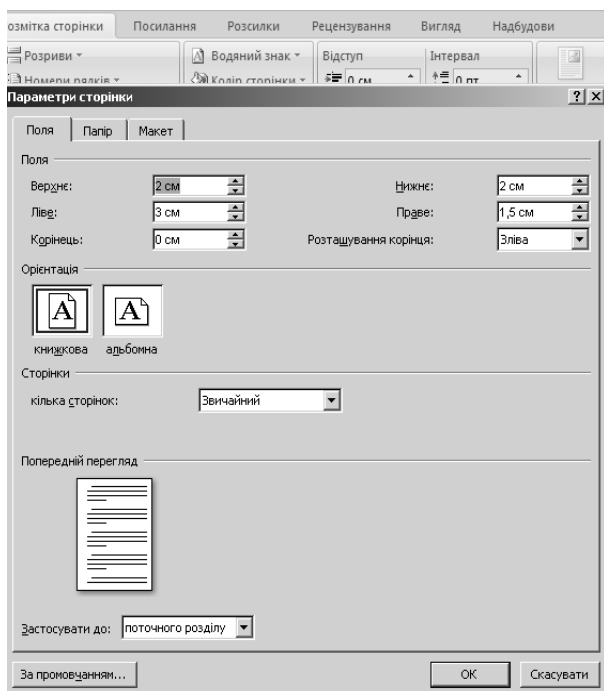 озмітка сторінки Посилання Розсилки Рецензування Вигляд Надбудови
Розриви Водяний знак Відступ Інтервал
Номери рядків Колір сторінки 0 см 0 пт
Параметри сторінки
Поля Папір Макет
Поля
Верхнє: 2 см Нижнє: 2 см
Ліве: 3 см Праве: 1,5 см
Корінець: 0 см Розташування корінця: Зліва
Орієнтація
A A
книжкова альбомна
Сторінки
кілька сторінок: Звичайний
Попередній перегляд
Застосувати до: поточного розділу
За промовчанням... ОК Скасувати